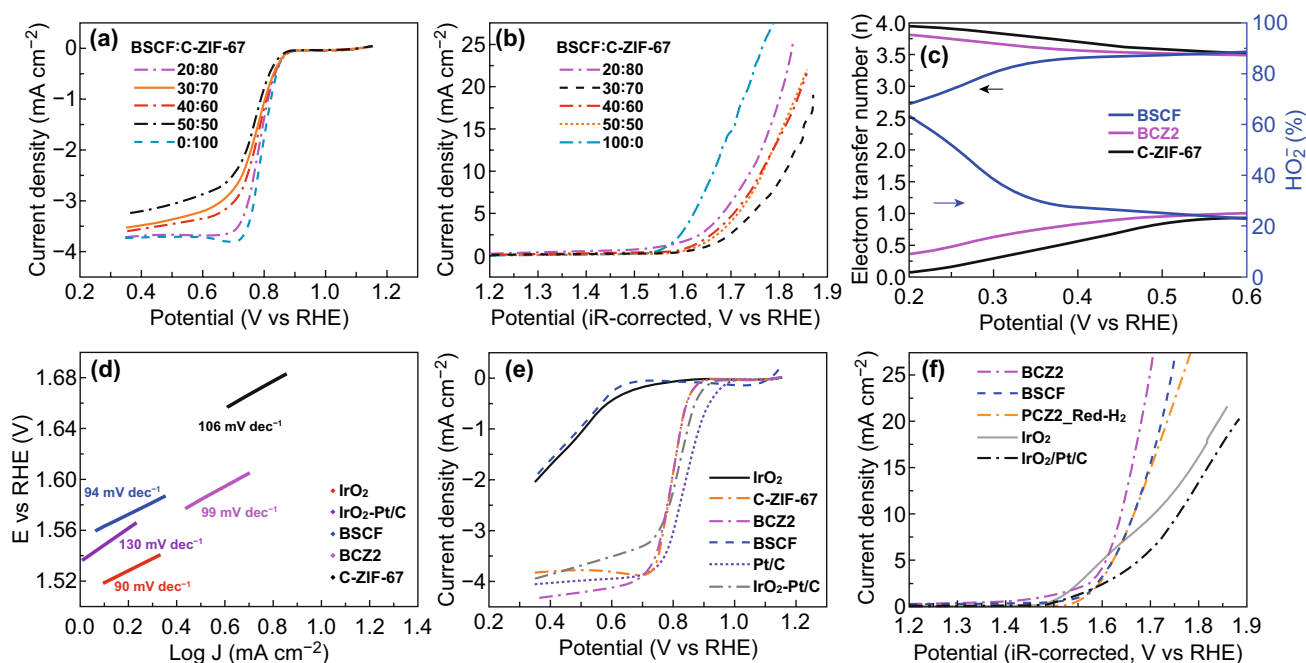 (a)
BSCF:C-ZIF-67
20:80
30:70
40:60
50:50
0:100
0
−1
−2
−3
−4
0.2 0.4 0.6 0.8 1.0 1.2 1.4
Current density (mA cm⁻²)
Potential (V vs RHE)
(b)
BSCF:C-ZIF-67
20:80
30:70
40:60
50:50
100:0
25
20
15
10
5
0
1.2 1.3 1.4 1.5 1.6 1.7 1.8 1.9
Current density (mA cm⁻²)
Potential (iR-corrected, V vs RHE)
(c)
BSCF
BCZ2
C-ZIF-67
4.0
3.5
3.0
2.5
2.0
1.5
1.0
0.5
0.0
0.2 0.3 0.4 0.5 0.6
100
80
60
40
20
0
Electron transfer number (n)
HO₂⁻ (%)
Potential (V vs RHE)
(d)
106 mV dec⁻¹
94 mV dec⁻¹
99 mV dec⁻¹
130 mV dec⁻¹
90 mV dec⁻¹
IrO₂
IrO₂-Pt/C
BSCF
BCZ2
C-ZIF-67
1.68
1.64
1.60
1.56
1.52
0.0 0.2 0.4 0.6 0.8 1.0 1.2 1.4
E vs RHE (V)
Log J (mA cm⁻²)
(e)
IrO₂
C-ZIF-67
BCZ2
BSCF
Pt/C
IrO₂-Pt/C
0
−1
−2
−3
−4
0.2 0.4 0.6 0.8 1.0 1.2
Current density (mA cm⁻²)
Potential (V vs RHE)
(f)
BCZ2
BSCF
PCZ2_Red-H₂
IrO₂
IrO₂/Pt/C
25
20
15
10
5
0
1.2 1.3 1.4 1.5 1.6 1.7 1.8 1.9
Current density (mA cm⁻²)
Potential (iR-corrected, V vs RHE)